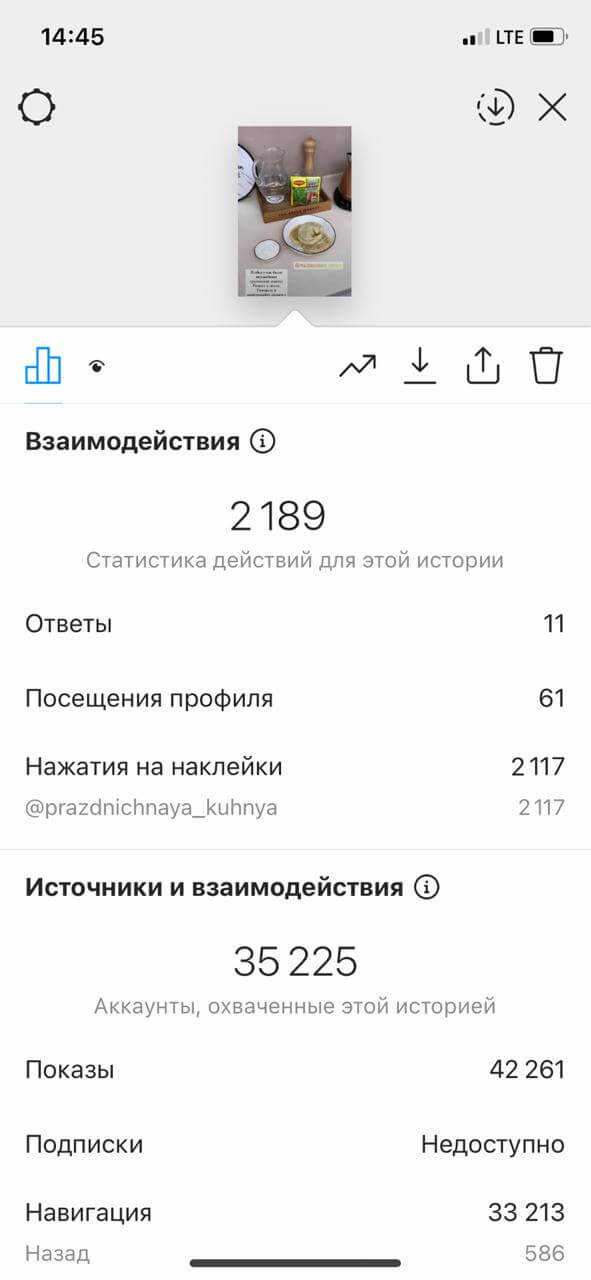 14:45
LTE
Взаимодействия
2 189
Статистика действий для этой истории
Ответы 11
Посещения профиля 61
Нажатия на наклейки 2 117
@prazdnichnaya_kuhnya 2 117
Источники и взаимодействия
35 225
Аккаунты, охваченные этой историей
Показы 42 261
Подписки Недоступно
Навигация 33 213
Назад 586